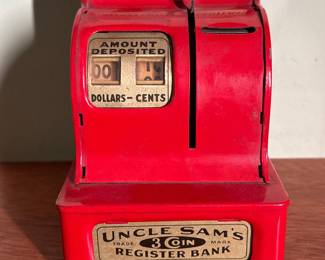 AMOUNT
DEPOSITED
00
DOLLARS-CENTS
UNCLE SAM'S
TRADE 3 COIN MARK
REGISTER BANK